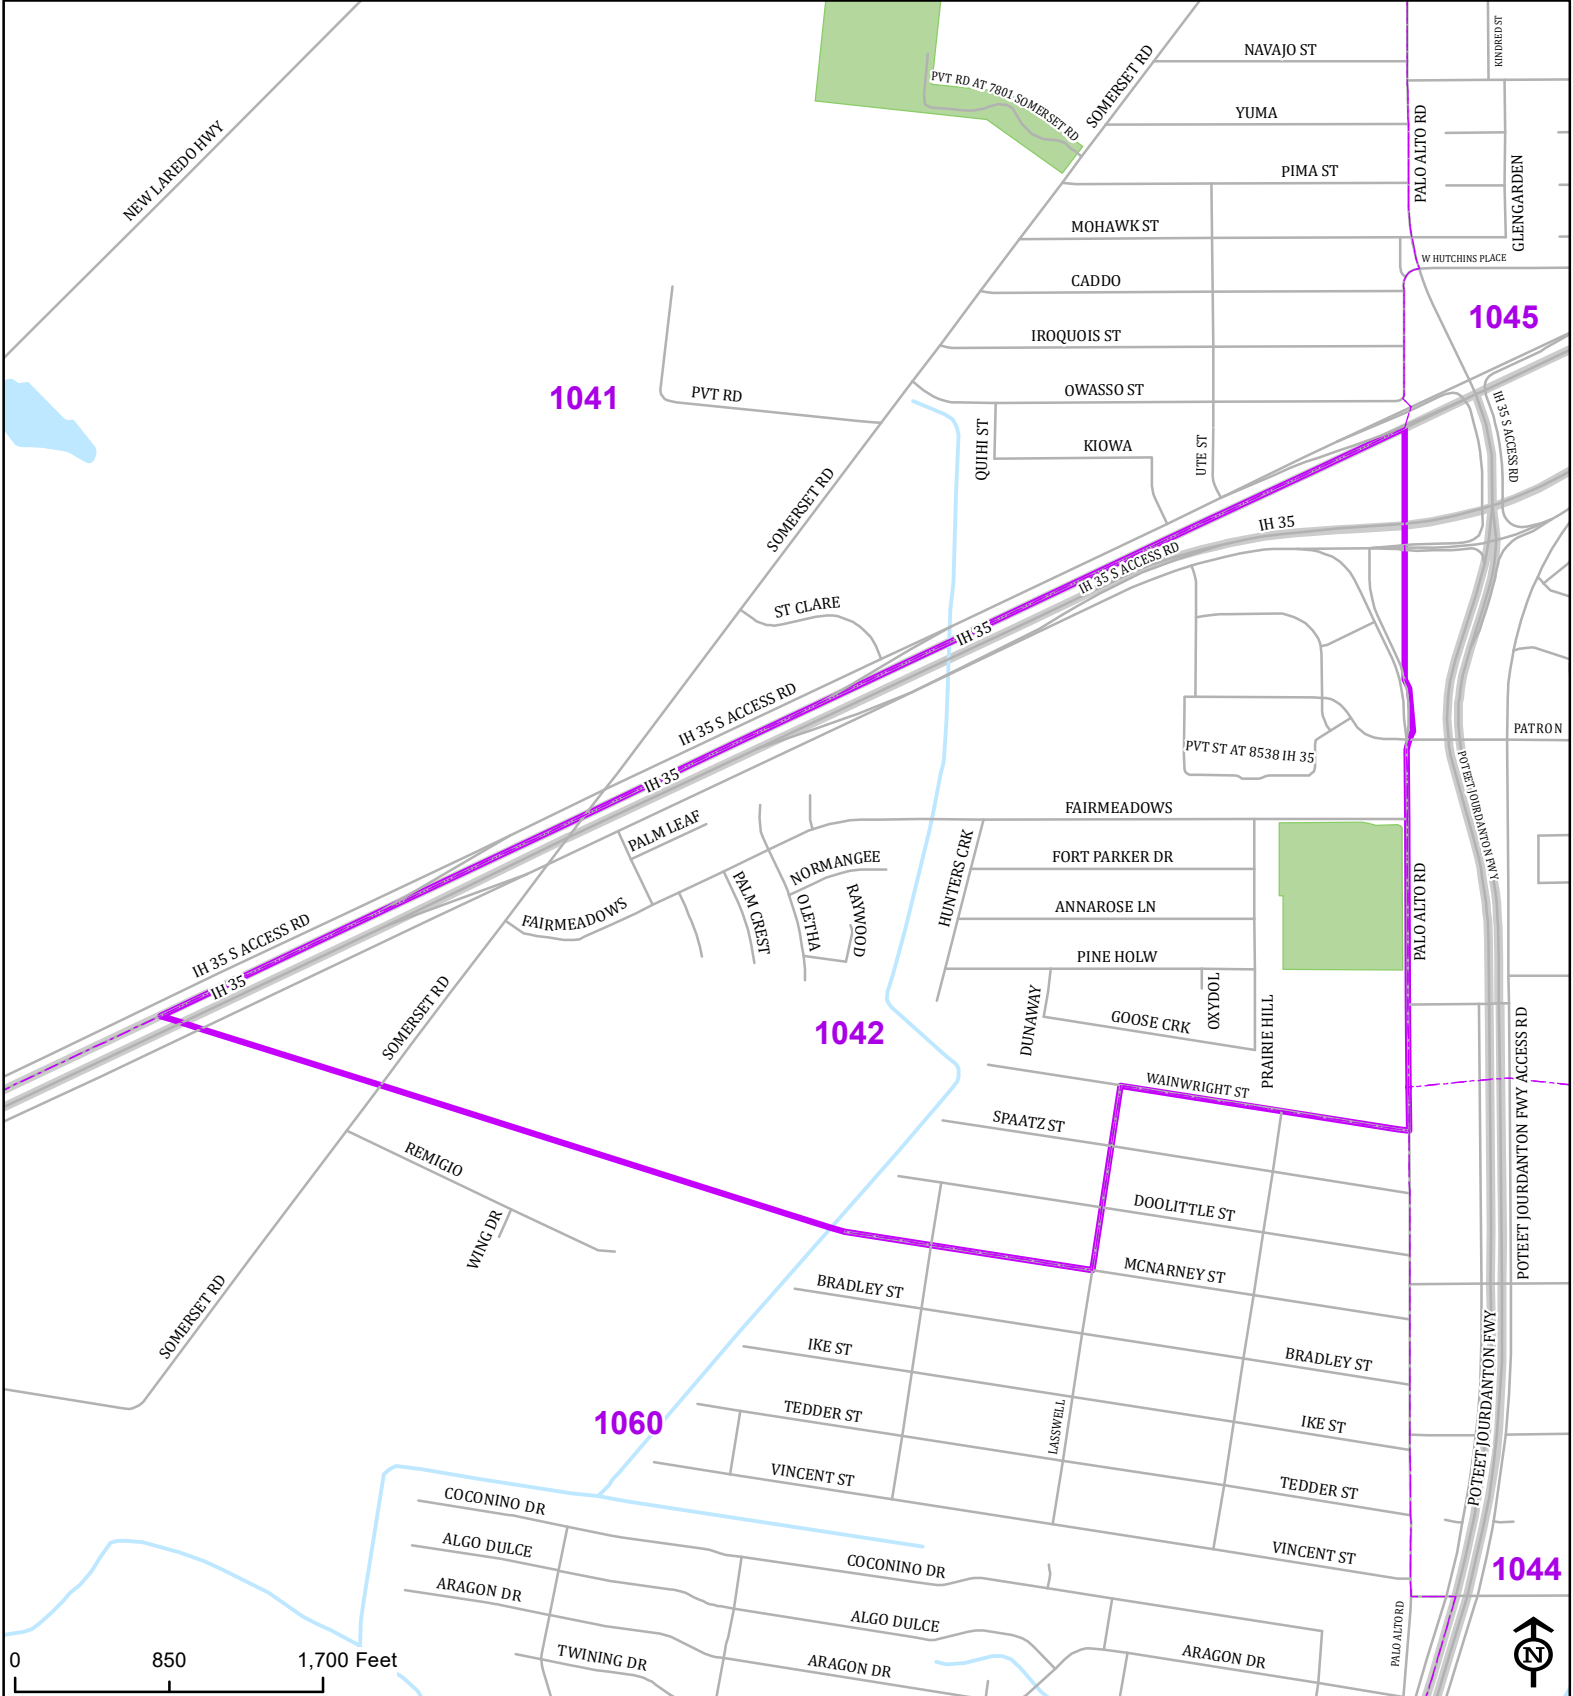 KINDRED ST
NAVAJO ST
SOMERSET RD
PVT RD AT 7801 SOMERSET RD
YUMA
PALO ALTO RD
NEW LAREDO HWY
PIMA ST
GLENGARDEN
MOHAWK ST
W HUTCHINS PLACE
CADDO
1045
IROQUOIS ST
1041
PVT RD
OWASSO ST
IH 35 S ACCESS RD
QUIHI ST
KIOWA
UTE ST
SOMERSET RD
IH 35
IH 35 S ACCESS RD
ST CLARE
IH 35
IH 35 S ACCESS RD
PATRON
PVT ST AT 8538 IH 35
IH 35
POTEET JOURDANTON FWY
FAIRMEADOWS
PALM LEAF
HUNTERS CRK
FORT PARKER DR
NORMANGEE
PALO ALTO RD
PALM CREST
OLETHA
RAYWOOD
ANNAROSE LN
FAIRMEADOWS
IH 35 S ACCESS RD
PINE HOLW
IH 35
OXYDOL
SOMERSET RD
DUNAWAY
GOOSE CRK
PRAIRIE HILL
1042
POTEET JOURDANTON FWY ACCESS RD
WAINWRIGHT ST
SPAATZ ST
REMIGIO
DOOLITTLE ST
WING DR
MCNARNEY ST
BRADLEY ST
SOMERSET RD
IKE ST
BRADLEY ST
POTEET JOURDANTON FWY
TEDDER ST
LASSWELL
IKE ST
1060
VINCENT ST
TEDDER ST
COCONINO DR
ALGO DULCE
VINCENT ST
COCONINO DR
1044
ARAGON DR
ALGO DULCE
PALO ALTO RD
TWINING DR
ARAGON DR
ARAGON DR
N
0 850 1,700 Feet